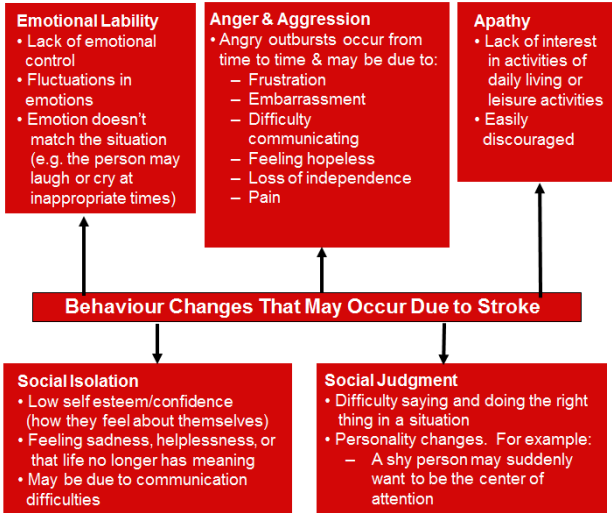 Emotional Lability
• Lack of emotional
control
• Fluctuations in
emotions
• Emotion doesn't
match the situation
(e.g. the person may
laugh or cry at
inappropriate times)
Anger & Aggression
• Angry outbursts occur from
time to time & may be due to:
– Frustration
– Embarrassment
– Difficulty
communicating
– Feeling hopeless
– Loss of independence
– Pain
Apathy
• Lack of interest
in activities of
daily living or
leisure activities
• Easily
discouraged
Behaviour Changes That May Occur Due to Stroke
Social Isolation
• Low self esteem/confidence
(how they feel about themselves)
• Feeling sadness, helplessness, or
that life no longer has meaning
• May be due to communication
difficulties
Social Judgment
• Difficulty saying and doing the right
thing in a situation
• Personality changes. For example:
– A shy person may suddenly
want to be the center of
attention